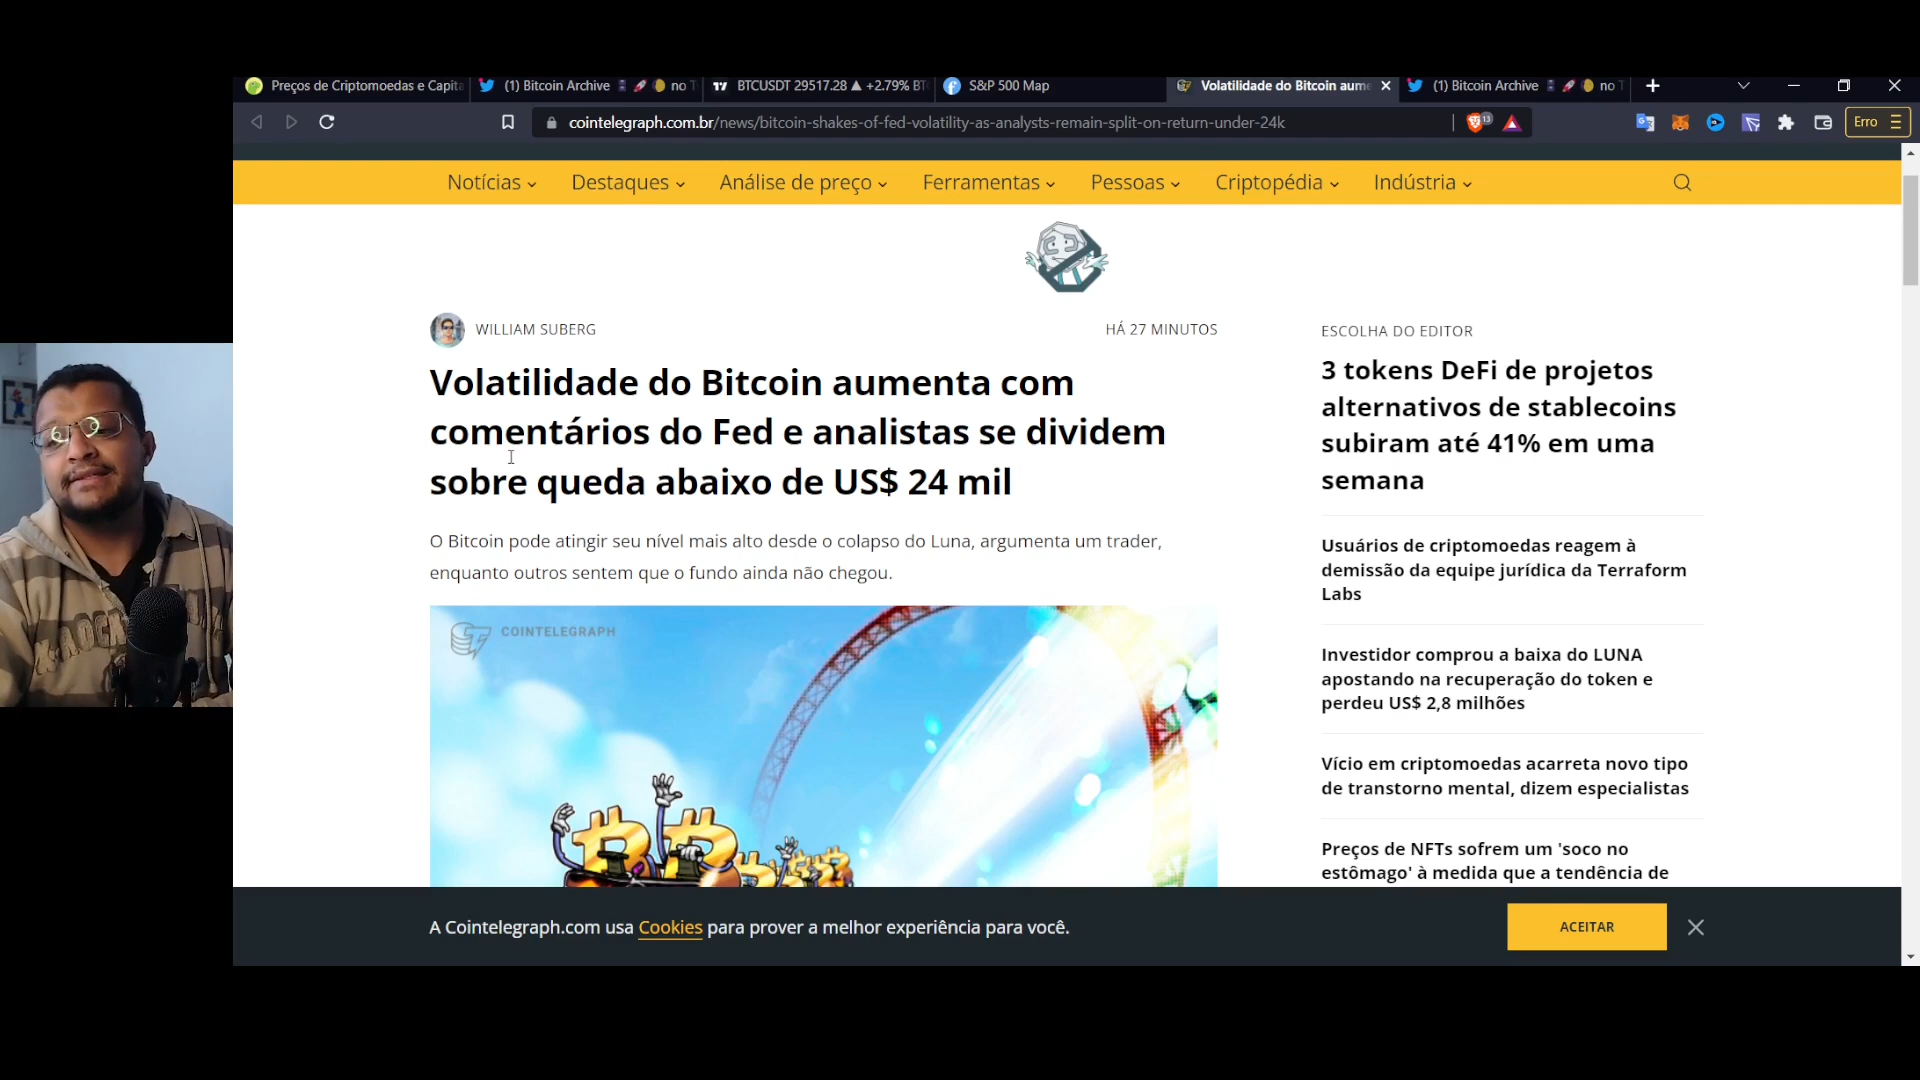 Preços de Criptomoedas e Capita
(1) Bitcoin Archive
no T
BTCUSDT 29517.28 ▲ +2.79% BT
S&P 500 Map
Volatilidade do Bitcoin aume
(1) Bitcoin Archive
no T
cointelegraph.com.br/news/bitcoin-shakes-of-fed-volatility-as-analysts-remain-split-on-return-under-24k
13
Erro
Notícias
Destaques
Análise de preço
Ferramentas
Pessoas
Criptopédia
Indústria
WILLIAM SUBERG
HÁ 27 MINUTOS
Volatilidade do Bitcoin aumenta com
comentários do Fed e analistas se dividem
sobre queda abaixo de US$ 24 mil
O Bitcoin pode atingir seu nível mais alto desde o colapso do Luna, argumenta um trader,
enquanto outros sentem que o fundo ainda não chegou.
COINTELEGRAPH
ESCOLHA DO EDITOR
3 tokens DeFi de projetos
alternativos de stablecoins
subiram até 41% em uma
semana
Usuários de criptomoedas reagem à
demissão da equipe jurídica da Terraform
Labs
Investidor comprou a baixa do LUNA
apostando na recuperação do token e
perdeu US$ 2,8 milhões
Vício em criptomoedas acarreta novo tipo
de transtorno mental, dizem especialistas
Preços de NFTs sofrem um 'soco no
estômago' à medida que a tendência de
A Cointelegraph.com usa Cookies para prover a melhor experiência para você.
ACEITAR